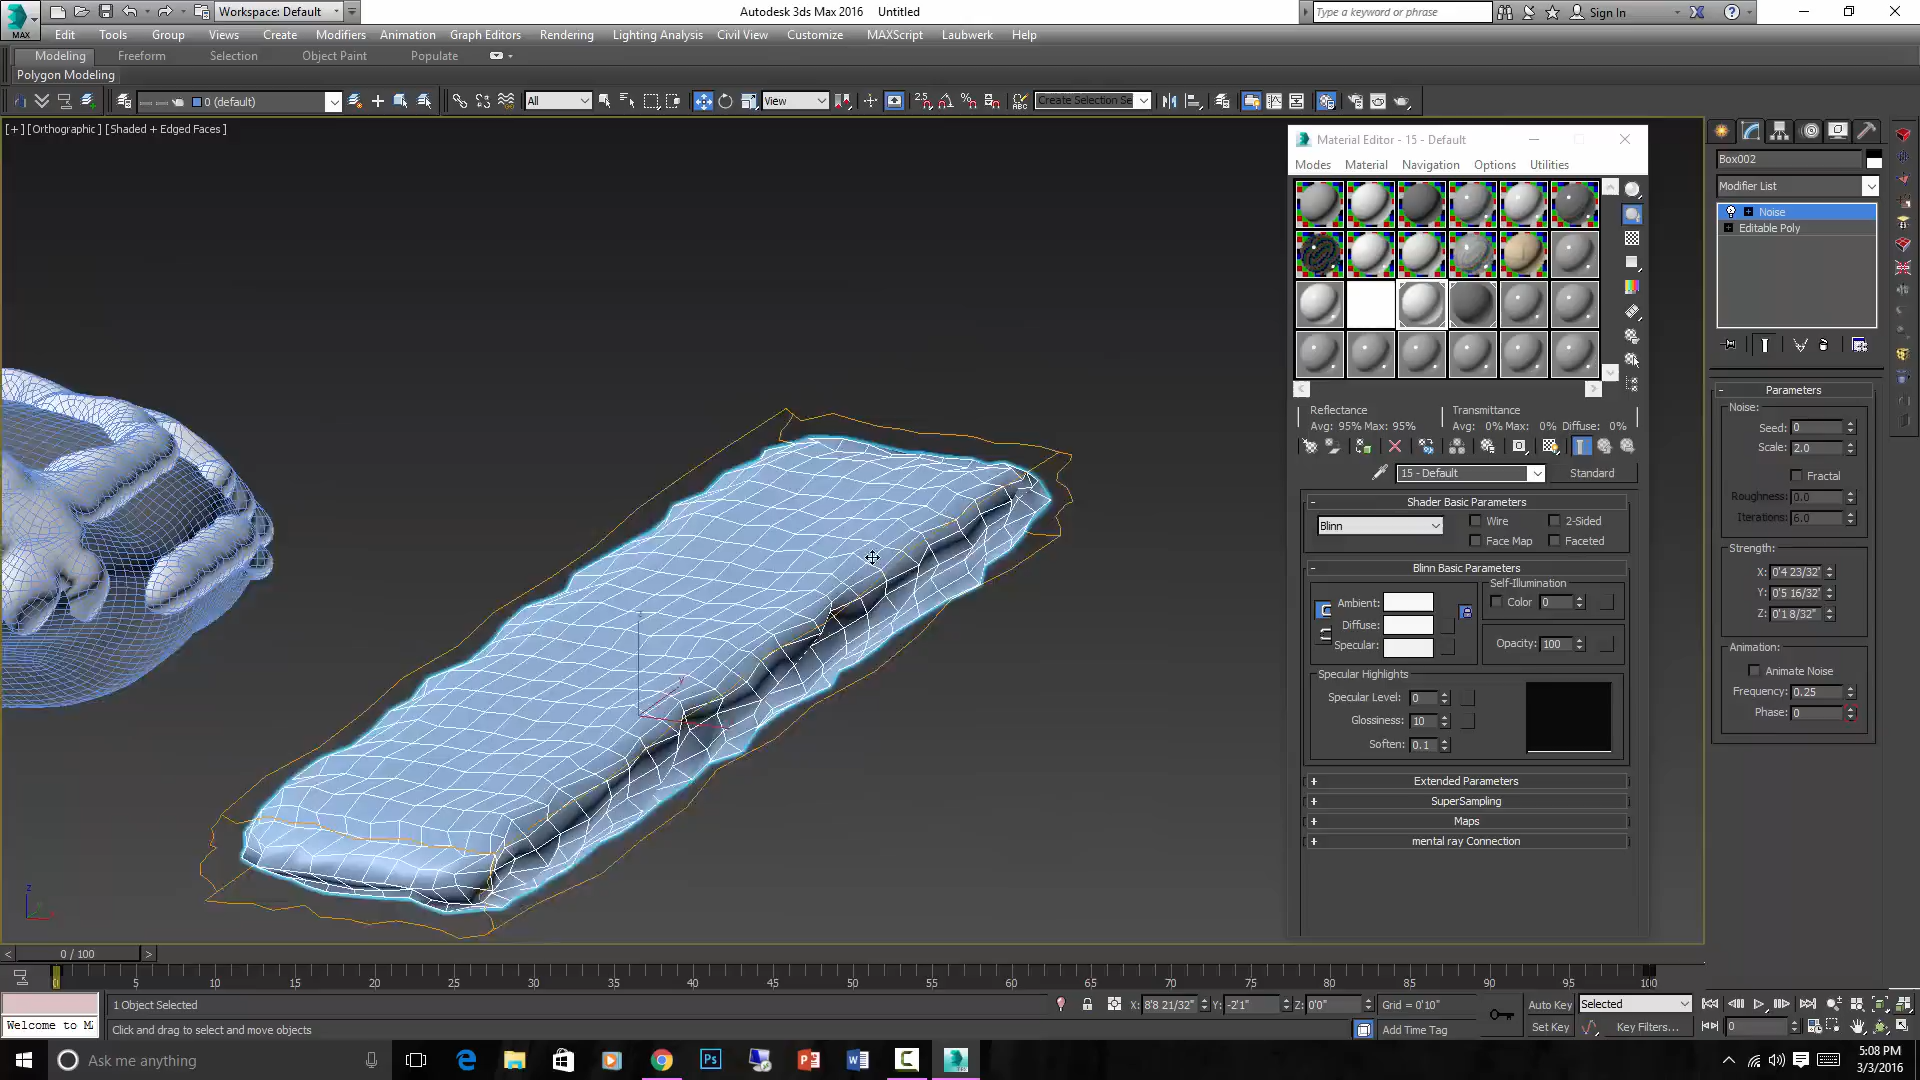 Workspace: Default
Autodesk 3ds Max 2016 Untitled
Type a keyword or phrase
Sign In
MAX
Edit Tools Group Views Create Modifiers Animation Graph Editors Rendering Lighting Analysis Civil View Customize MAXScript Laubwerk Help
Modeling Freeform Selection Object Paint Populate
Polygon Modeling
0 (default)
All
View
Create Selection Se
[+] [Orthographic] [Shaded + Edged Faces]
Material Editor - 15 - Default
Modes Material Navigation Options Utilities
Reflectance Transmittance
Avg: 95% Max: 95% Avg: 0% Max: 0% Diffuse: 0%
15 - Default
Standard
Shader Basic Parameters
Blinn
Wire
2-Sided
Face Map
Faceted
Blinn Basic Parameters
Self-Illumination
Ambient:
Color 0
Diffuse:
Specular:
Opacity: 100
Specular Highlights
Specular Level: 0
Glossiness: 10
Soften: 0.1
Extended Parameters
SuperSampling
Maps
mental ray Connection
Box002
Modifier List
Noise
Editable Poly
Parameters
Noise:
Seed: 0
Scale: 2.0
Fractal
Roughness: 0.0
Iterations: 6.0
Strength:
X: 0'4 23/32"
Y: 0'5 16/32"
Z: 0'1 8/32"
Animation:
Animate Noise
Frequency: 0.25
Phase: 0
z
0 / 100
5 10 15 20 25 30 35 40 45 50 55 60 65 70 75 80 85 90 95 100
1 Object Selected
X: 8'8 21/32" Y: -2'1" Z: 0'0" Grid = 0'10"
Auto Key Selected
Welcome to M
Click and drag to select and move objects
Add Time Tag
Set Key Key Filters... 0
Ask me anything
5:08 PM
3/3/2016